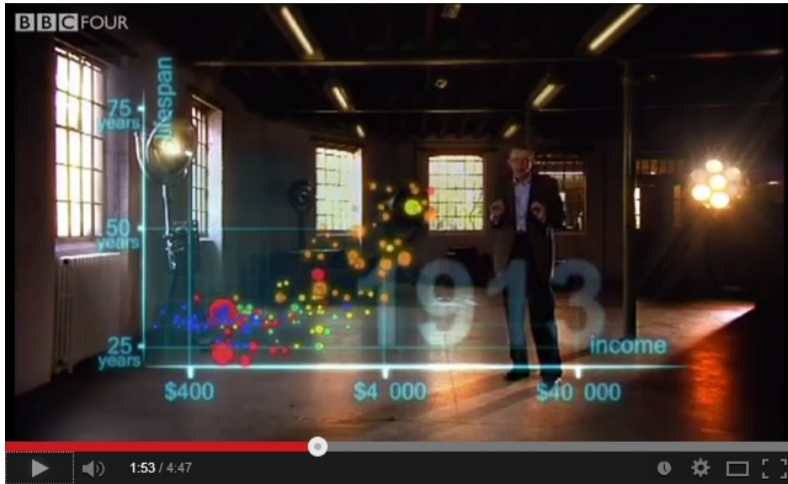 BBC FOUR
lifespan
75
years
50
years
1913
25
years
income
$400
$4 000
$40 000
1:53 / 4:47